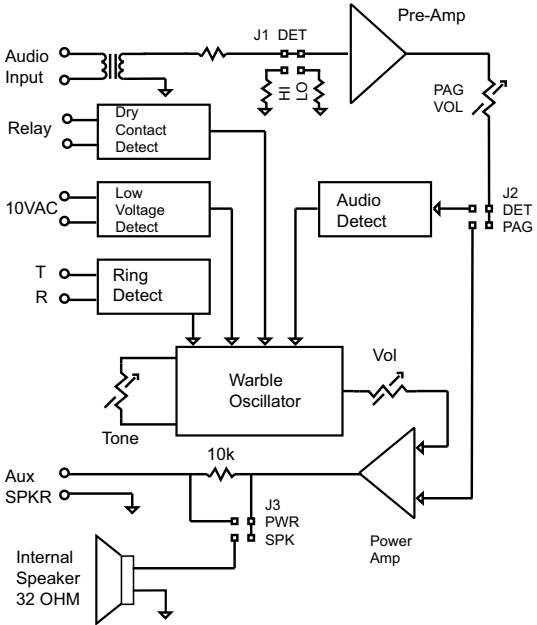 Pre-Amp
J1 DET
Audio
Input
HI
LO
PAG
VOL
Relay
Dry
Contact
Detect
10VAC
Low
Voltage
Detect
Audio
Detect
J2
DET
PAG
T
R
Ring
Detect
Warble
Oscillator
Vol
Tone
10k
Aux
SPKR
J3
PWR
SPK
Power
Amp
Internal
Speaker
32 OHM